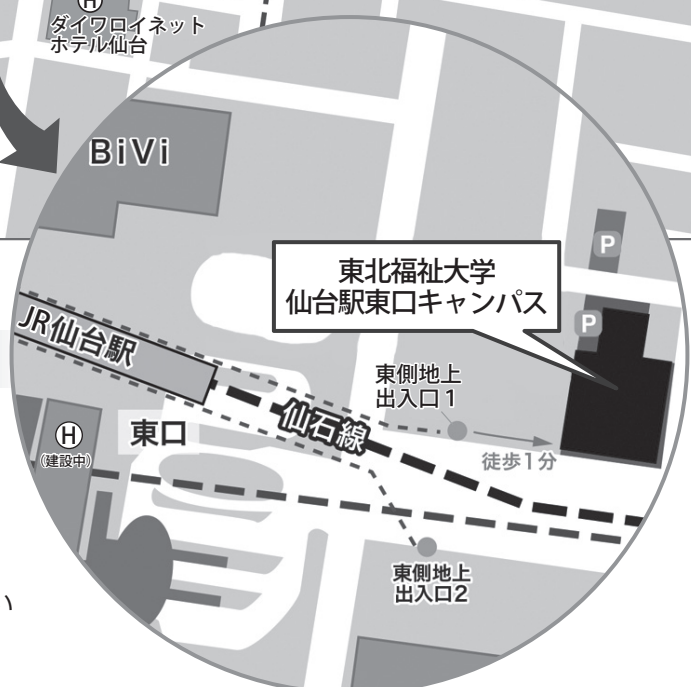 H
ダイワロイネット
ホテル仙台
BiVi
P
東北福祉大学
仙台駅東口キャンパス
P
JR仙台駅
東側地上
出入口1
仙石線
H
(建設中)
東口
徒歩1分
東側地上
出入口2